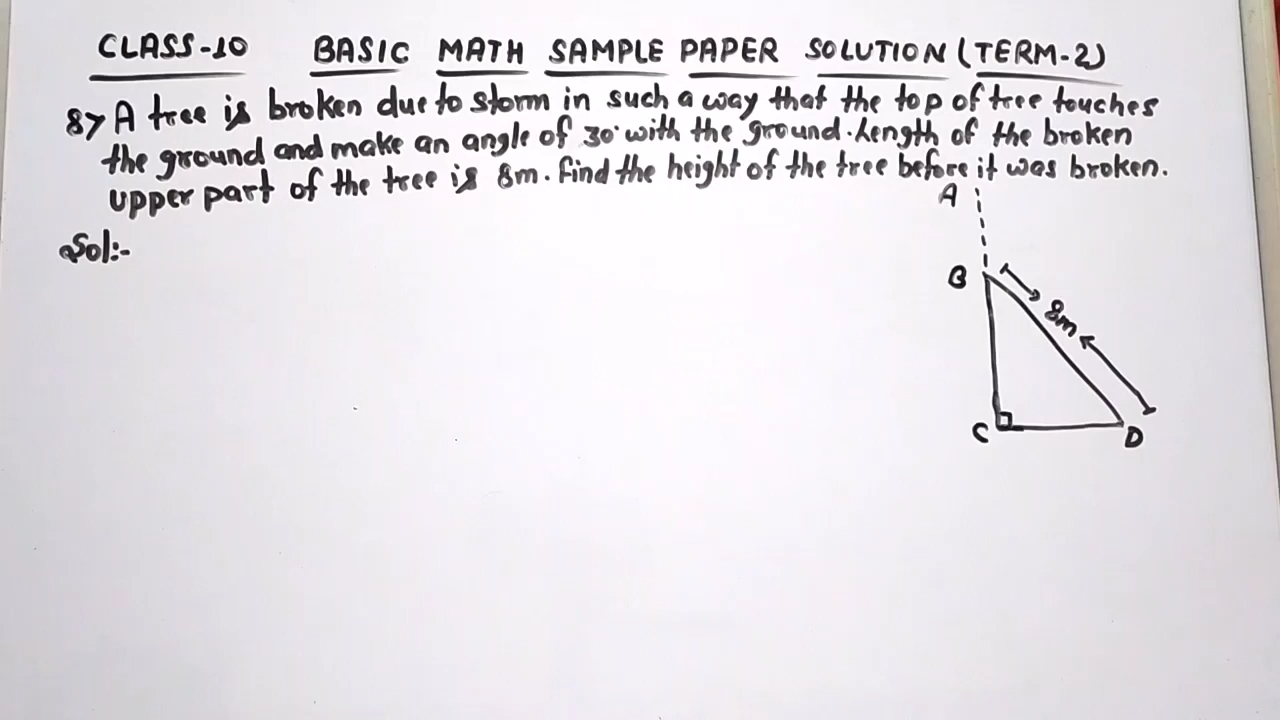 CLASS-10 BASIC MATH SAMPLE PAPER SOLUTION (TERM-2)
8> A tree is broken due to storm in such a way that the top of tree touches
the ground and make an angle of 30° with the ground. Length of the broken
upper part of the tree is 8m. Find the height of the tree before it was broken.
A
Sol:-
B
8m
C
D